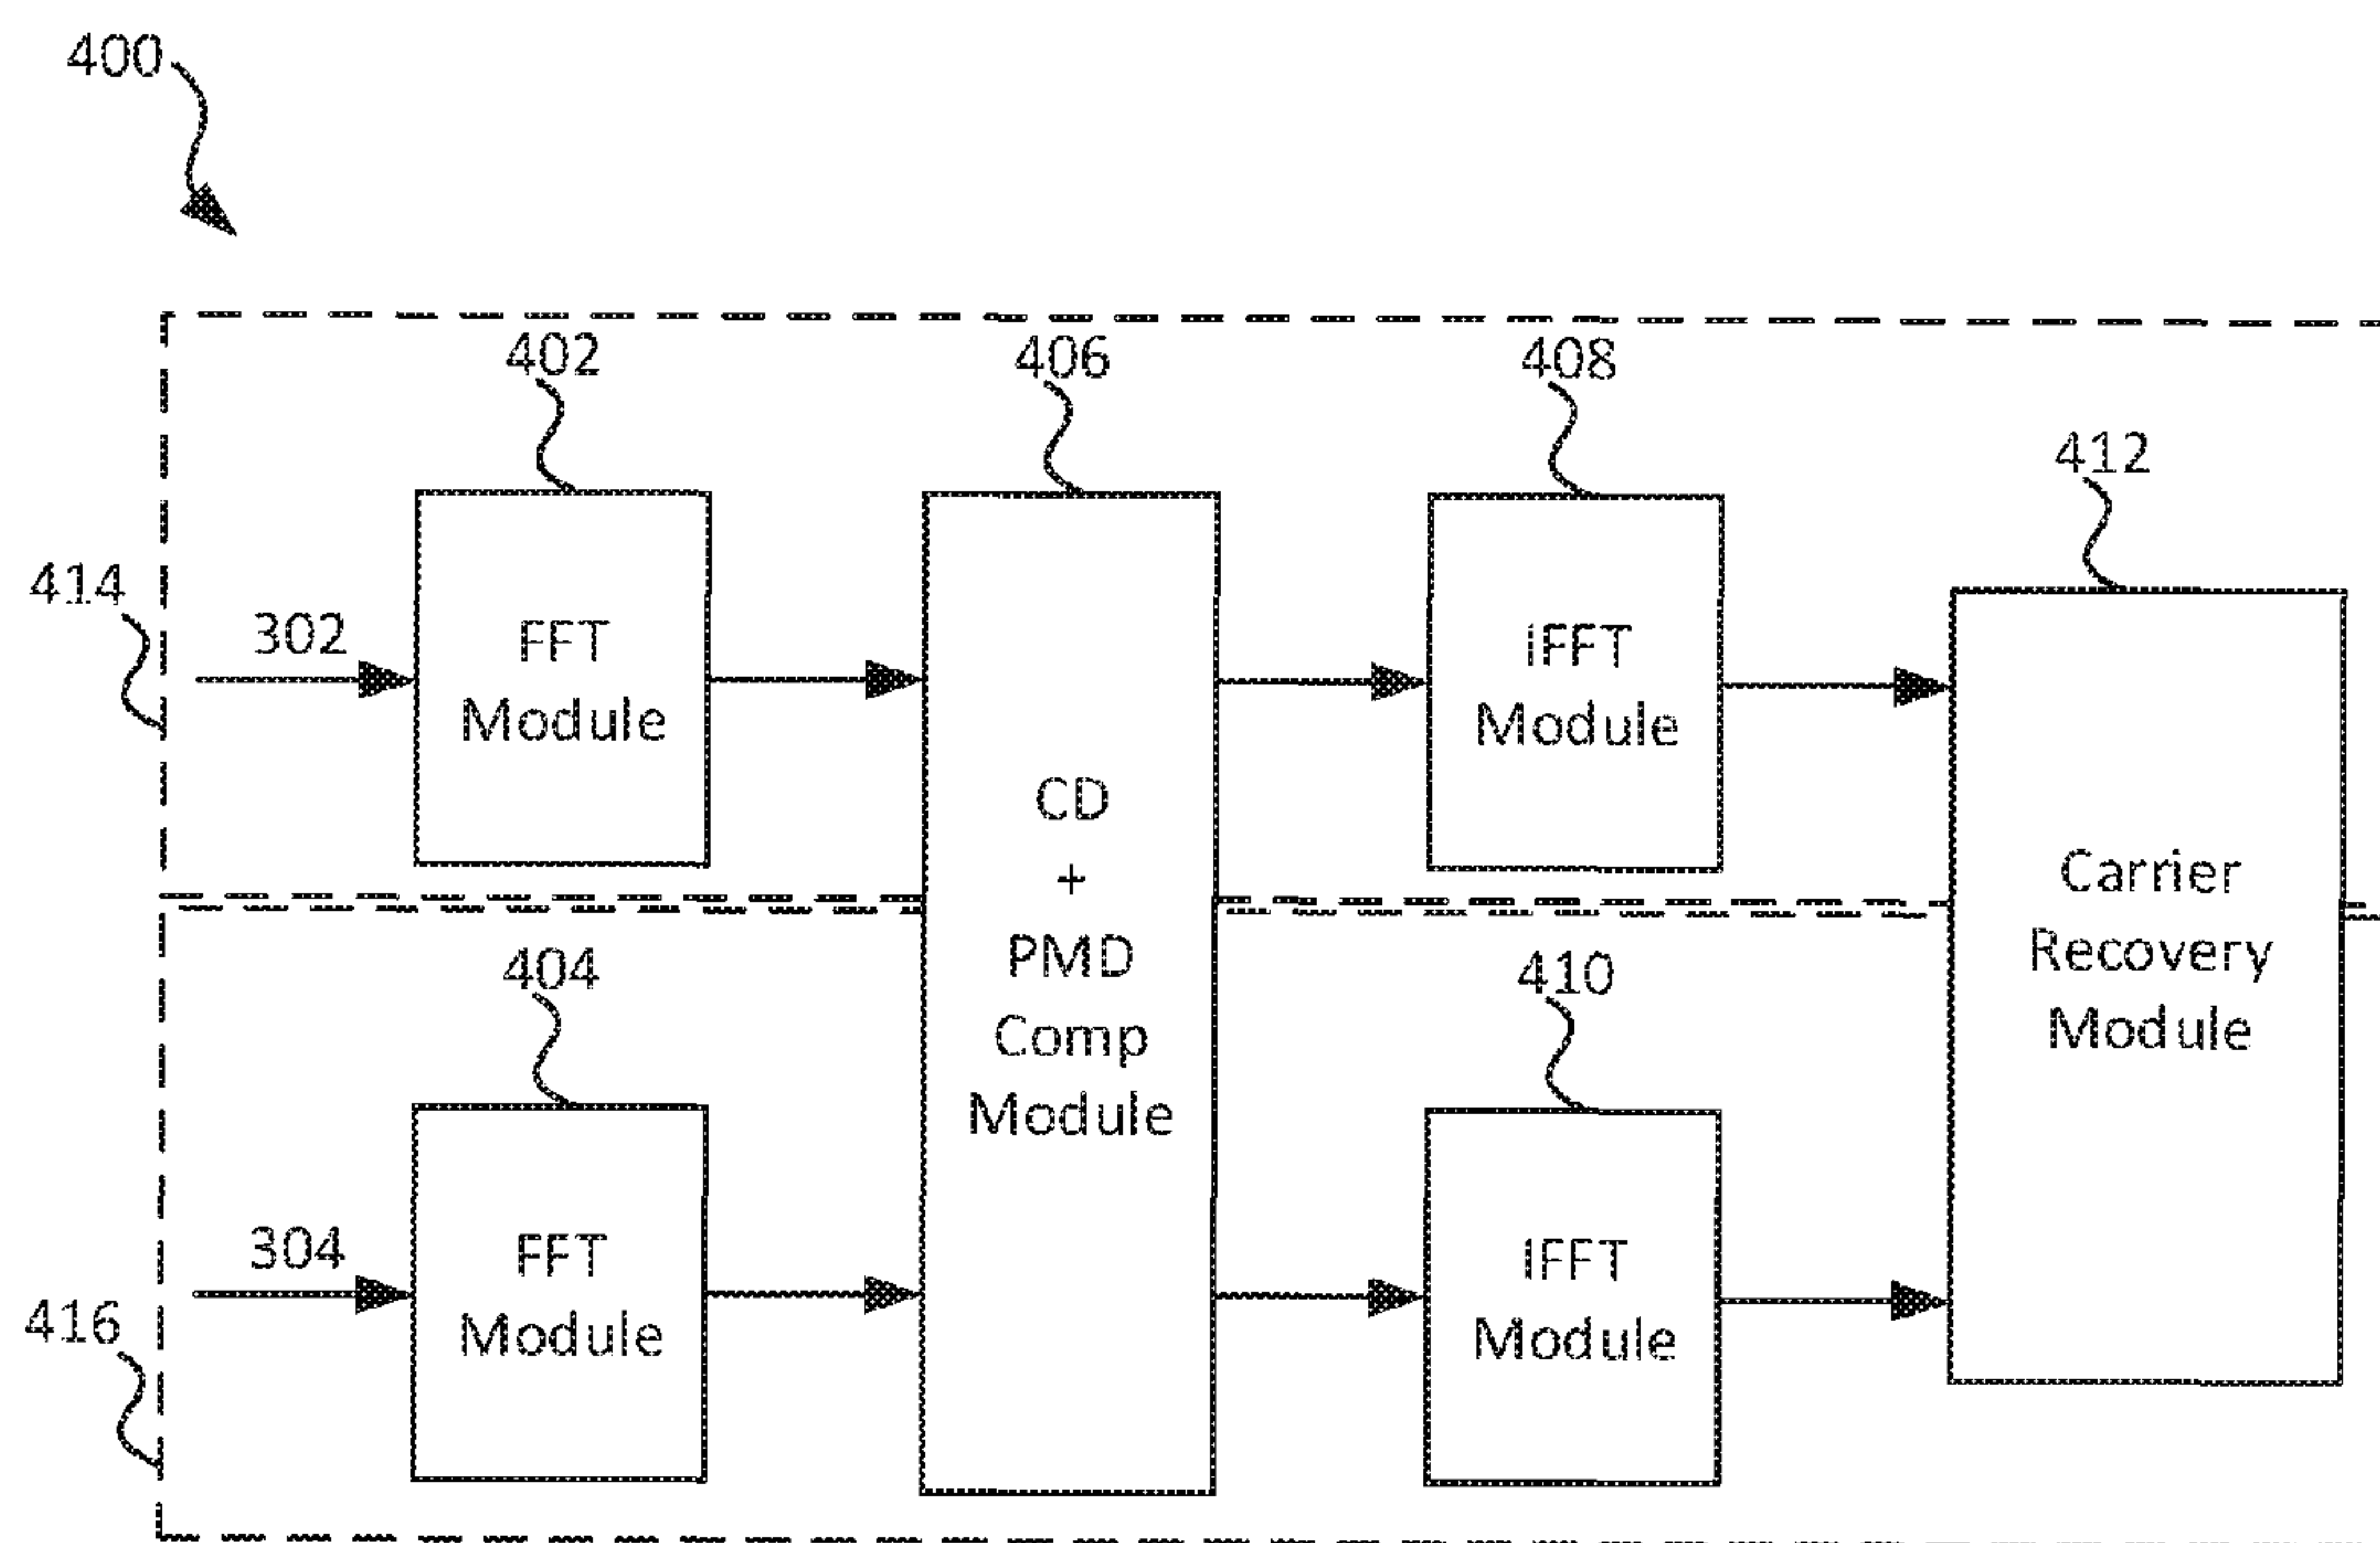 400
402
406
408
412
414
302
FFT
Module
IFFT
Module
CD
+
PMD
Comp
Module
Carrier
Recovery
Module
404
410
304
FFT
Module
IFFT
Module
416